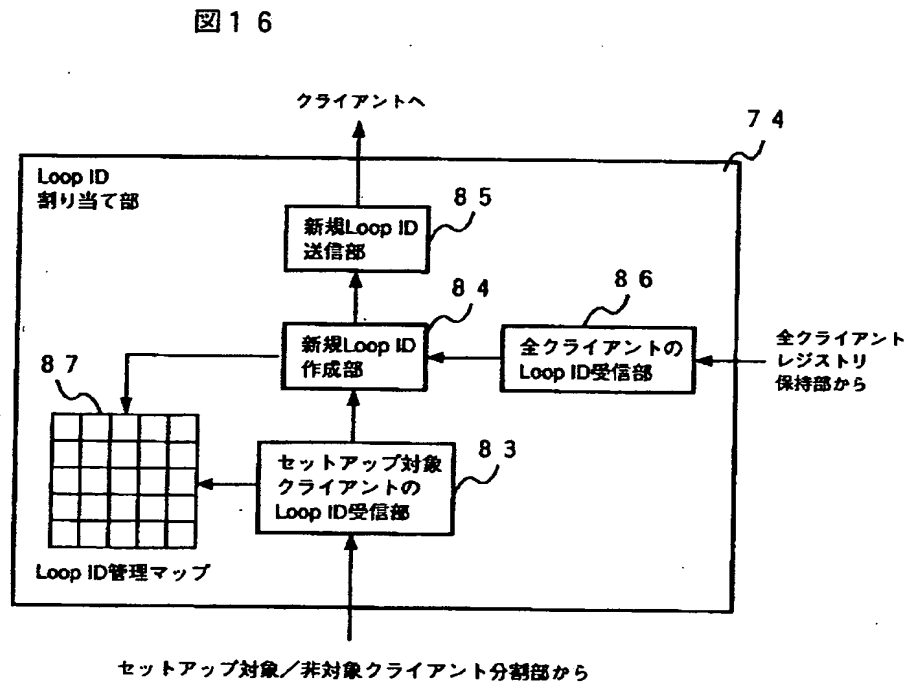 図16
クライアントへ
74
Loop ID
割り当て部
85
新規Loop ID
送信部
84
新規Loop ID
作成部
86
全クライアントの
Loop ID受信部
全クライアント
レジストリ
保持部から
87
83
セットアップ対象
クライアントの
Loop ID受信部
Loop ID管理マップ
セットアップ対象/非対象クライアント分割部から